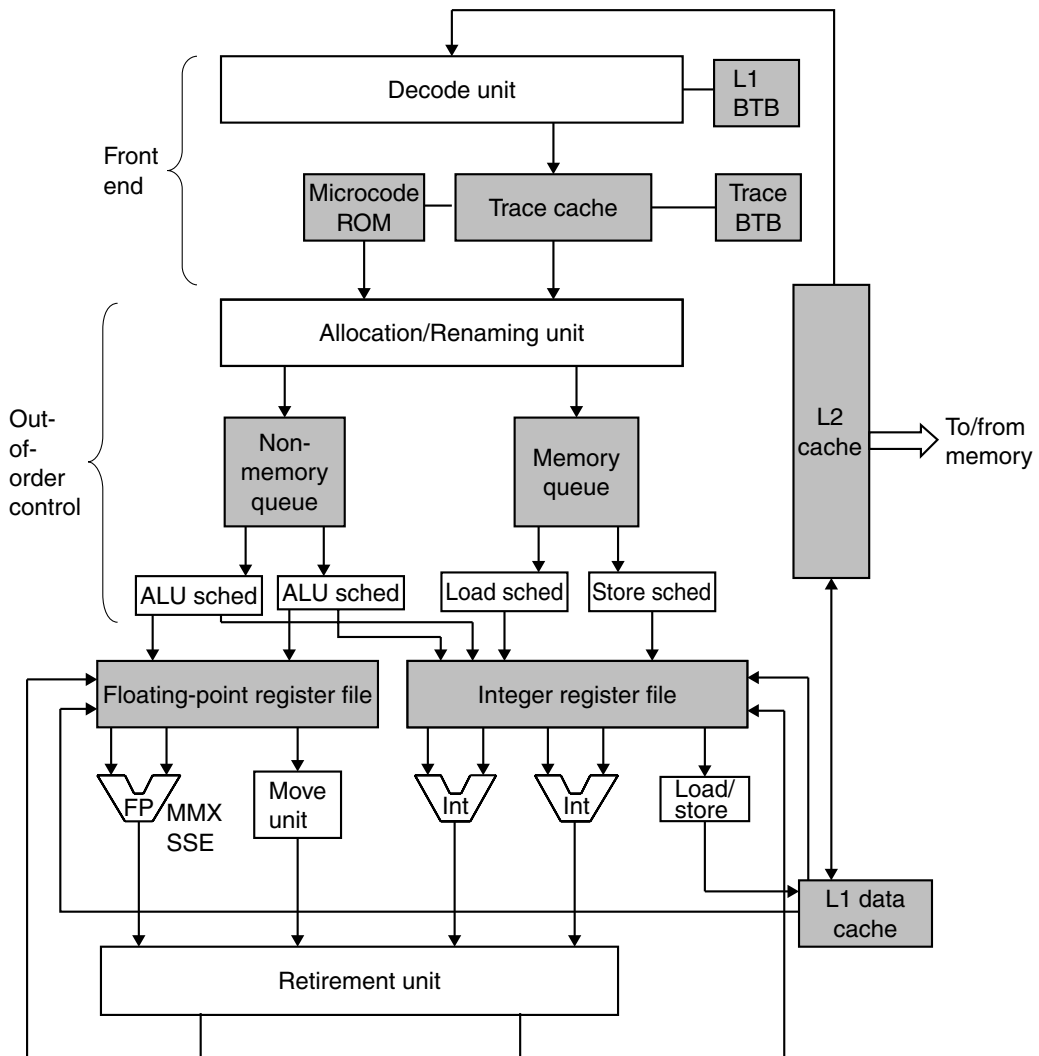 Decode unit
L1
BTB
Front
end
Microcode
ROM
Trace cache
Trace
BTB
Allocation/Renaming unit
Out-
of-
order
control
Non-
memory
queue
Memory
queue
L2
cache
To/from
memory
ALU sched
ALU sched
Load sched
Store sched
Floating-point register file
Integer register file
FP
MMX
SSE
Move
unit
Int
Int
Load/
store
L1 data
cache
Retirement unit